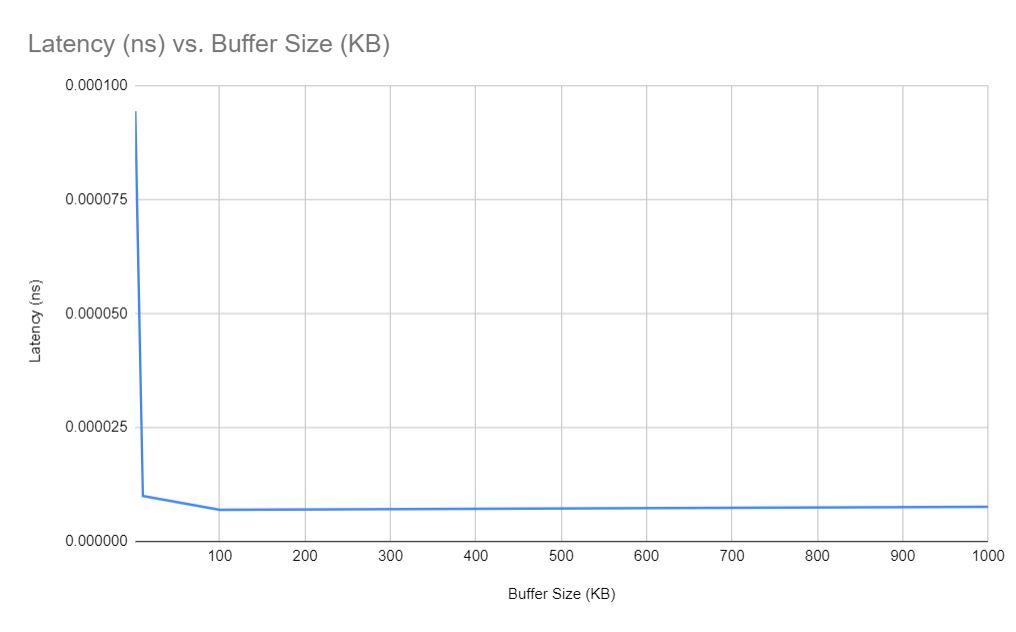 Latency (ns) vs. Buffer Size (KB)
0.000100
0.000075
0.000050
0.000025
0.000000
Latency (ns)
100 200 300 400 500 600 700 800 900 1000
Buffer Size (KB)